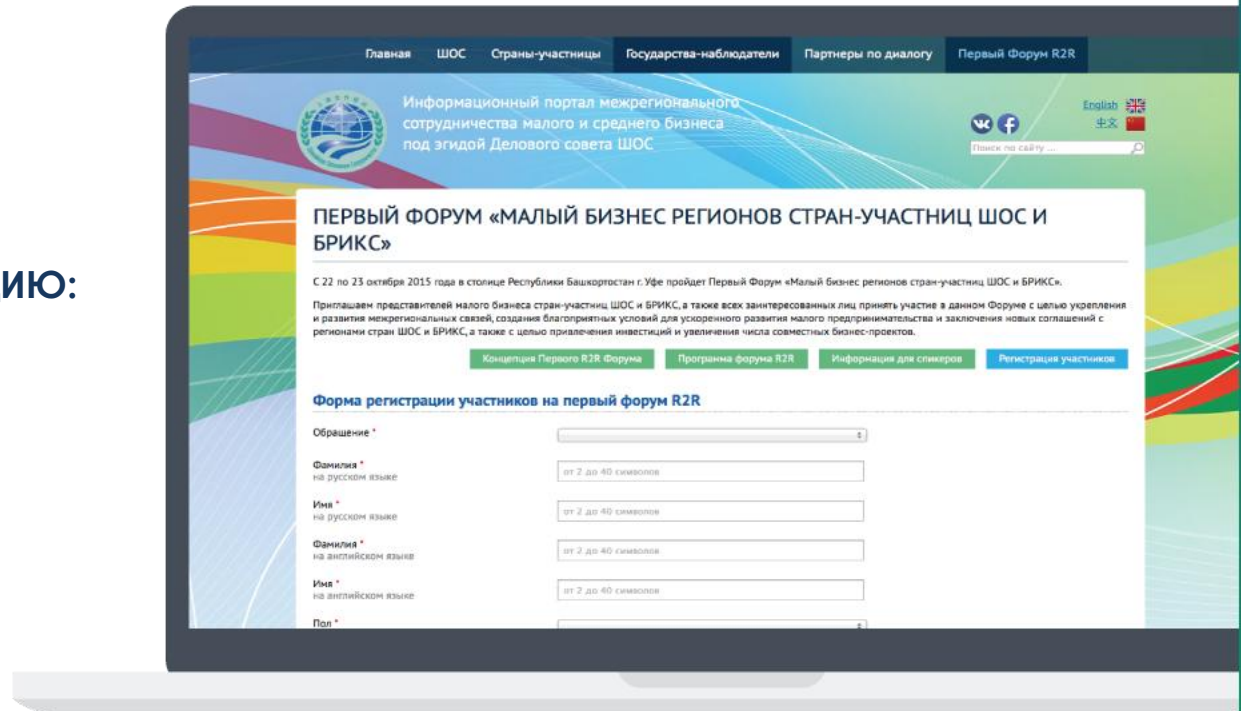 Главная ШОС Страны-участницы Государства-наблюдатели Партнеры по диалогу Первый Форум R2R
Информационный портал межрегионального
сотрудничества малого и среднего бизнеса
под эгидой Делового совета ШОС
English
中文
Поиск по сайту ...
ИЮ:
ПЕРВЫЙ ФОРУМ «МАЛЫЙ БИЗНЕС РЕГИОНОВ СТРАН-УЧАСТНИЦ ШОС И
БРИКС»
С 22 по 23 октября 2015 года в столице Республики Башкортостан г. Уфе пройдет Первый Форум «Малый бизнес регионов стран-участниц ШОС и БРИКС».
Приглашаем представителей малого бизнеса стран-участниц ШОС и БРИКС, а также всех заинтересованных лиц принять участие в данном Форуме с целью укрепления
и развития межрегиональных связей, создания благоприятных условий для ускоренного развития малого предпринимательства и заключения новых соглашений с
регионами стран ШОС и БРИКС, а также с целью привлечения инвестиций и увеличения числа совместных бизнес-проектов.
Концепция Первого R2R Форума Программа форума R2R Информация для спикеров Регистрация участников
Форма регистрации участников на первый форум R2R
Обращение *
Фамилия *
на русском языке
от 2 до 40 символов
Имя *
на русском языке
от 2 до 40 символов
Фамилия *
на английском языке
от 2 до 40 символов
Имя *
на английском языке
от 2 до 40 символов
Пол *